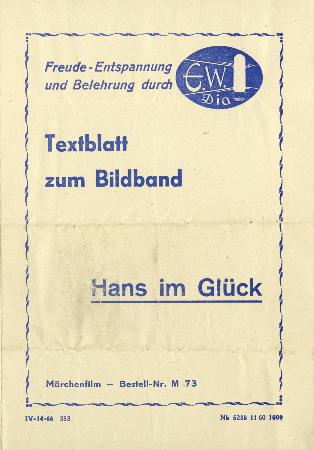 Freude-Entspannung
und Belehrung durch
E.W.
Dia
Textblatt
zum Bildband
Hans im Glück
Märchenfilm — Bestell-Nr. M 73
IV-14-66 353
Nk 5288 11 60 1000